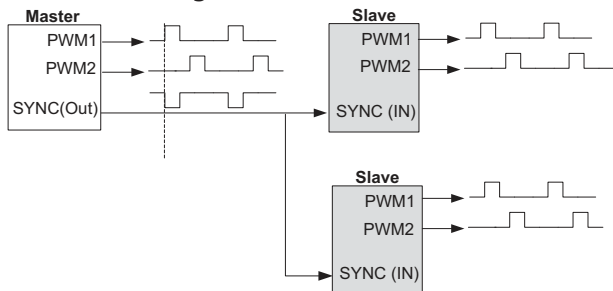 Master
PWM1
PWM2
SYNC(Out)
Slave
PWM1
PWM2
SYNC (IN)
Slave
PWM1
PWM2
SYNC (IN)